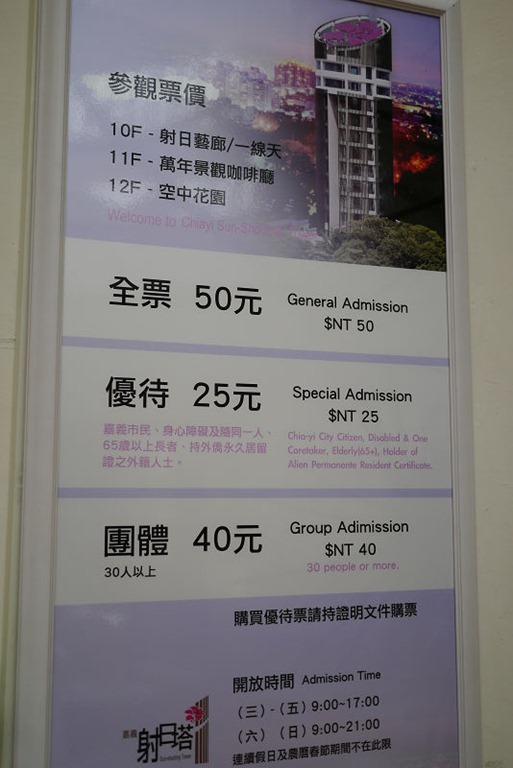 參觀票價
10F - 射日藝廊/一線天
11F - 萬年景觀咖啡廳
12F - 空中花園
Welcome to Chiayi Sun-Shooting
全票 50元
General Admission
$NT 50
優待 25元
Special Admission
$NT 25
嘉義市民、身心障礙及隨同一人、
65歲以上長者、持外僑永久居留
證之外籍人士。
Chia-yi City Citizen, Disabled & One
Caretaker, Elderly(65+), Holder of
Alien Permanente Resident Certificate.
團體 40元
30人以上
Group Adimission
$NT 40
30 people or more.
購買優待票請持證明文件購票
開放時間 Admission Time
（三）-（五）9:00~17:00
（六）（日）9:00~21:00
連續假日及農曆春節期間不在此限
嘉義
射日塔